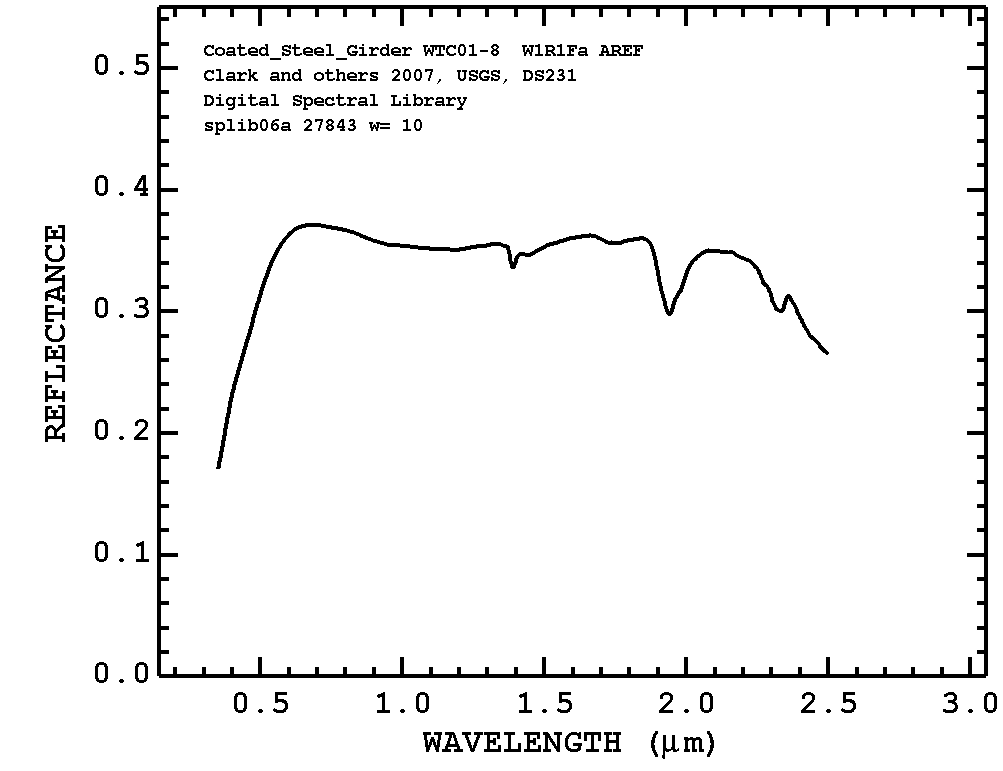 Coated_Steel_Girder WTC01-8  W1R1Fa AREF
Clark and others 2007, USGS, DS231
Digital Spectral Library
splib06a 27843 w= 10
0.5
0.4
0.3
0.2
0.1
0.0
REFLECTANCE
0.5 1.0 1.5 2.0 2.5 3.0
WAVELENGTH (μm)